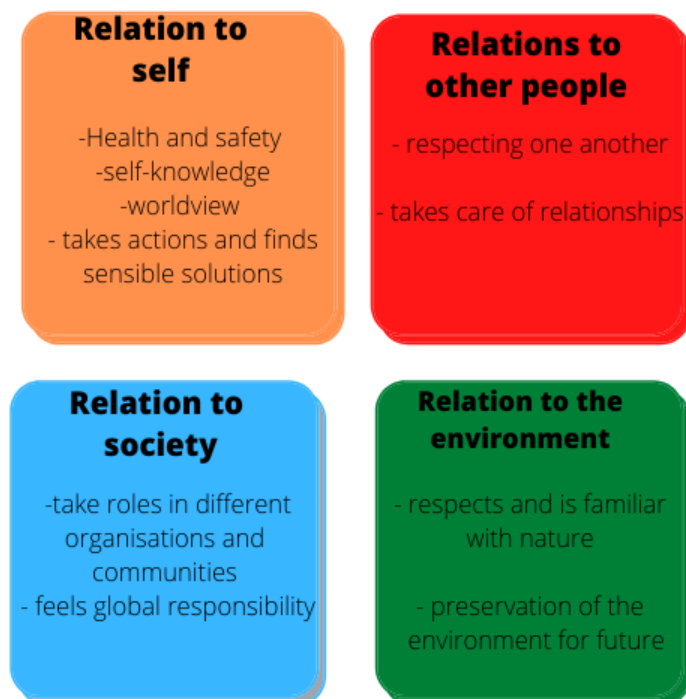 Relation to
self
-Health and safety
-self-knowledge
-worldview
- takes actions and finds
sensible solutions
Relations to
other people
- respecting one another
- takes care of relationships
Relation to
society
-take roles in different
organisations and
communities
- feels global responsibility
Relation to the
environment
- respects and is familiar
with nature
- preservation of the
environment for future